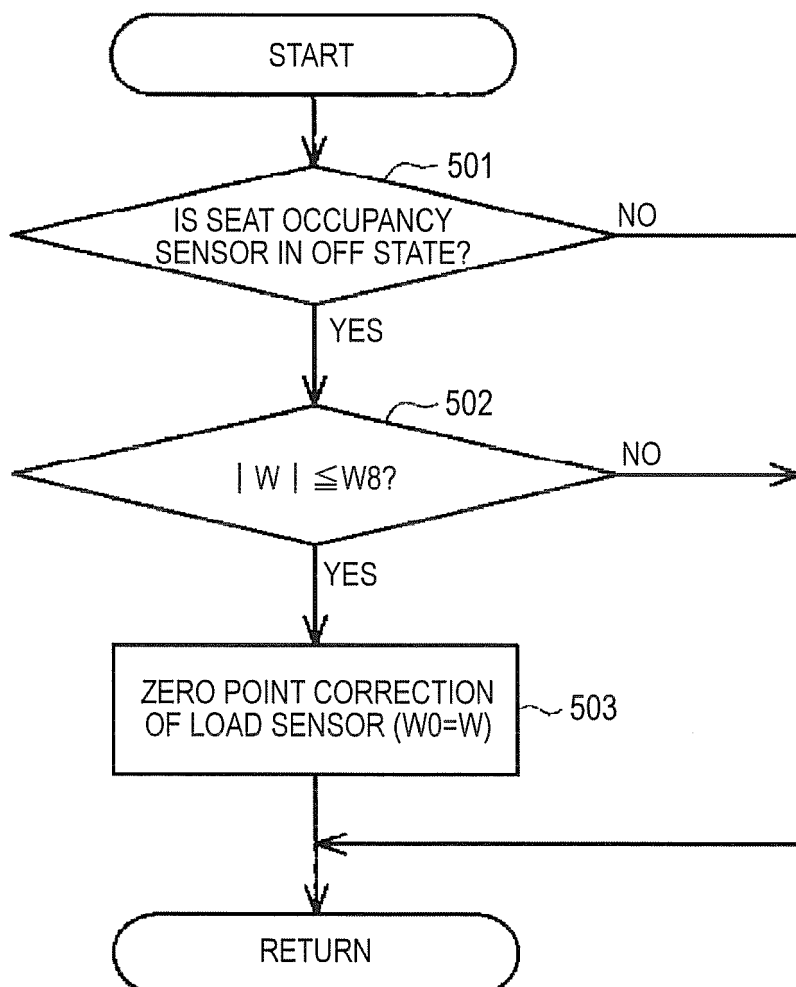 START
501
IS SEAT OCCUPANCY
SENSOR IN OFF STATE?
NO
YES
502
| W | ≦W8?
NO
YES
ZERO POINT CORRECTION
OF LOAD SENSOR (W0=W)
503
RETURN